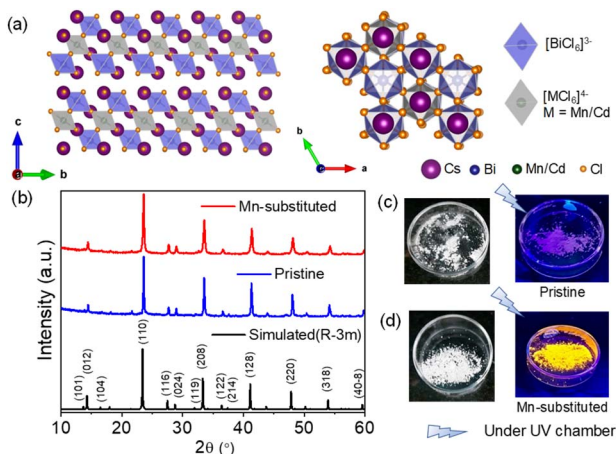 (a)
c
b
a
b
a
[BiCl₆]³⁻
[MCl₆]⁴⁻
M = Mn/Cd
Cs Bi Mn/Cd Cl
(b)
Intensity (a.u.)
Mn-substituted
Pristine
Simulated(R-3m)
(101)
(012)
(104)
(110)
(116)
(024)
(119)
(208)
(122)
(214)
(128)
(220)
(318)
(40-8)
10 20 30 40 50 60
2θ (°)
(c)
Pristine
(d)
Mn-substituted
Under UV chamber